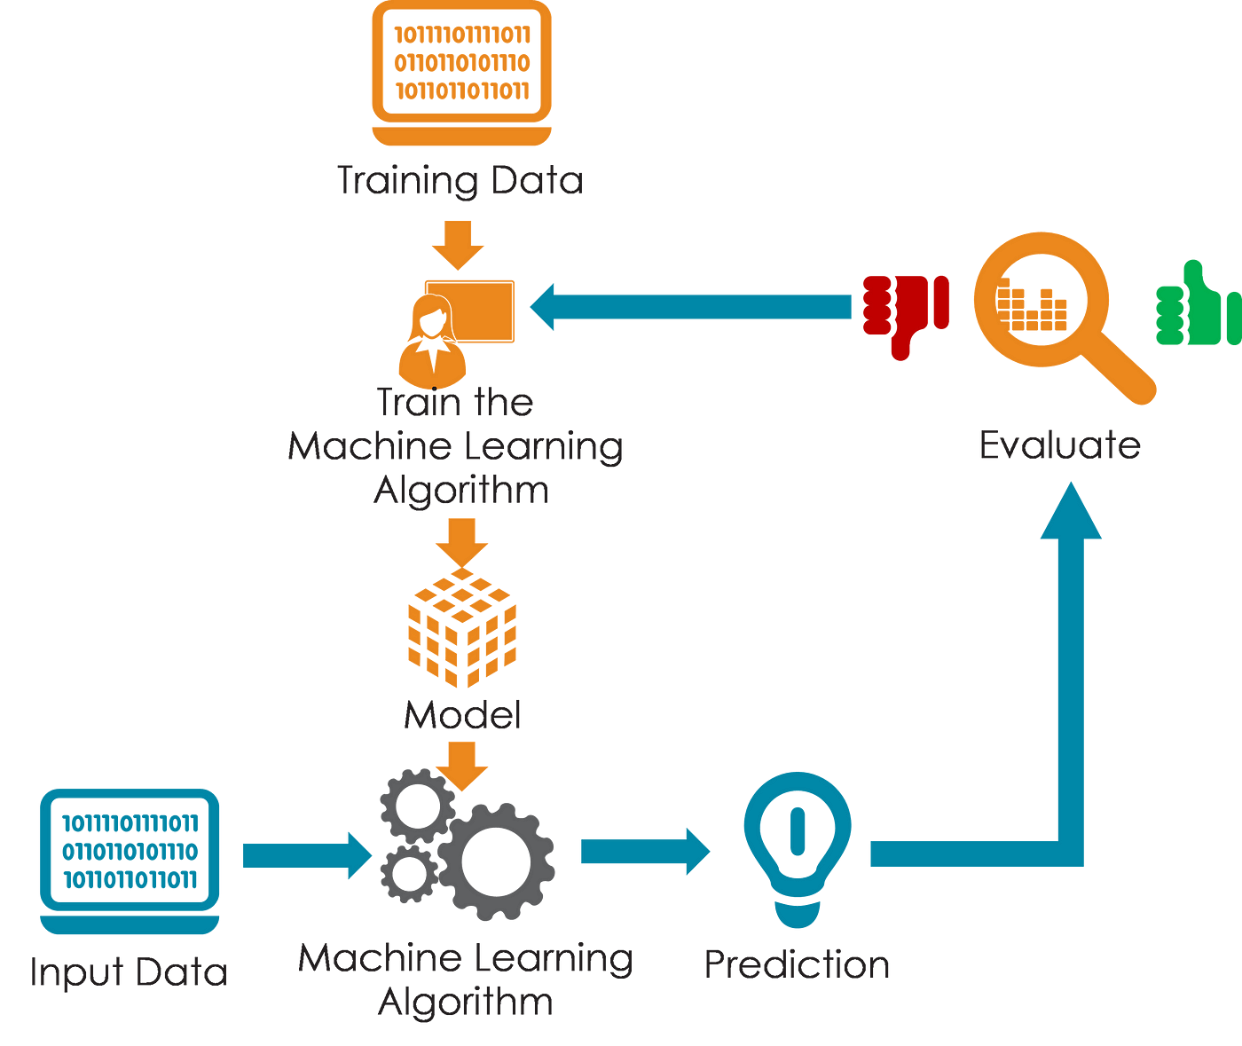 10111101111011
0110110101110
1011011011011
Training Data
Train the
Machine Learning
Algorithm
Evaluate
Model
10111101111011
0110110101110
1011011011011
Input Data
Machine Learning
Algorithm
Prediction